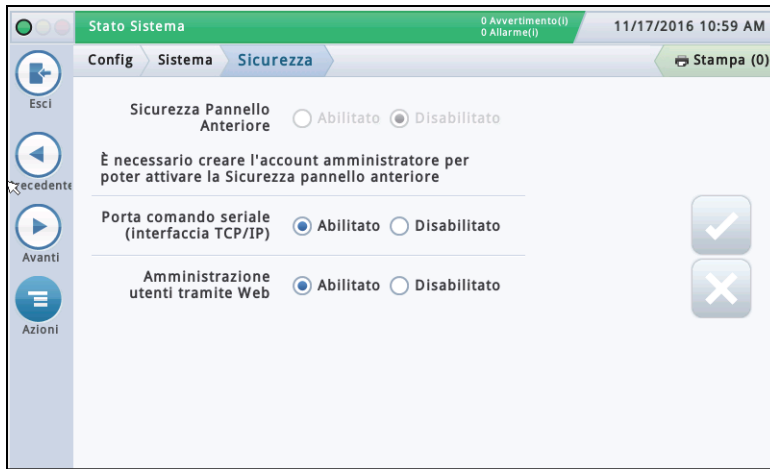 Stato Sistema
0 Avvertimento(i)
0 Allarme(i)
11/17/2016 10:59 AM
Config
Sistema
Sicurezza
Stampa (0)
Esci
Sicurezza Pannello
Anteriore
Abilitato
Disabilitato
È necessario creare l'account amministratore per
poter attivare la Sicurezza pannello anteriore
recedente
Porta comando seriale
(interfaccia TCP/IP)
Abilitato
Disabilitato
Avanti
Amministrazione
utenti tramite Web
Abilitato
Disabilitato
Azioni